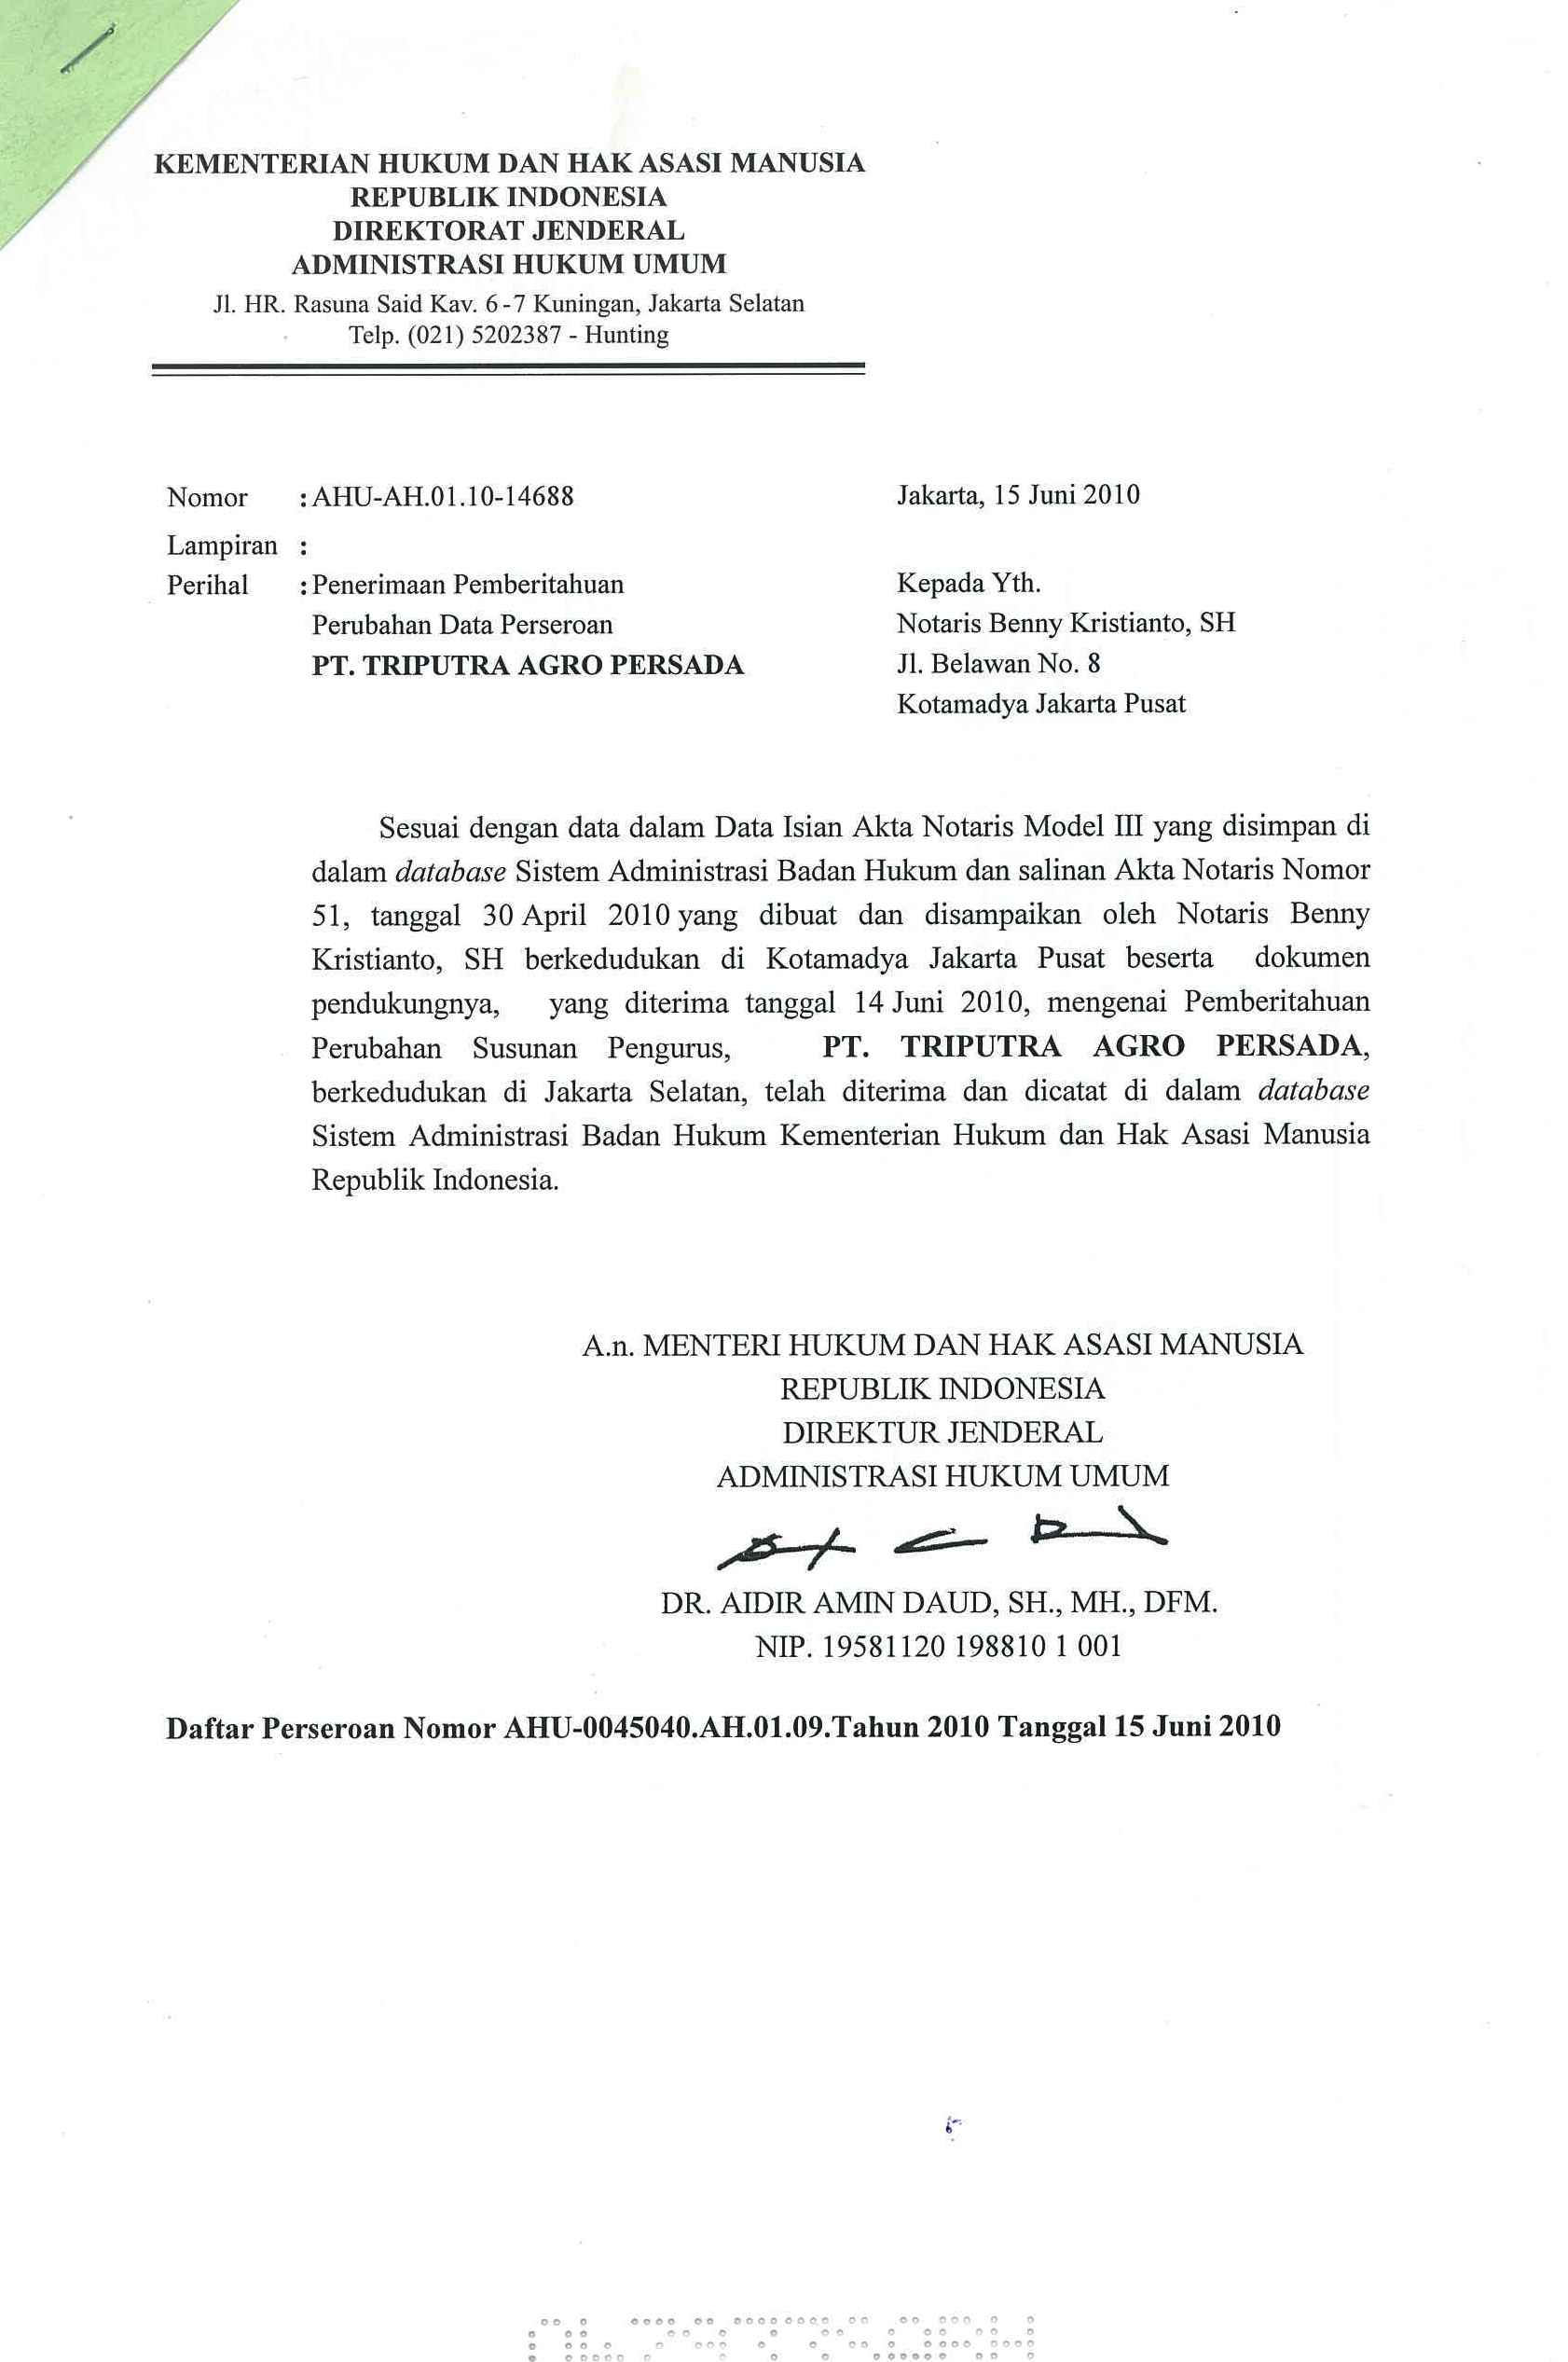 KEMENTERIAN HUKUM DAN HAK ASASI MANUSIA
REPUBLIK INDONESIA
DIREKTORAT JENDERAL
ADMINISTRASI HUKUM UMUM
Jl. HR. Rasuna Said Kav. 6-7 Kuningan, Jakarta Selatan
Telp. (021) 5202387 - Hunting
Nomor : AHU-AH.01.10-14688
Jakarta, 15 Juni 2010
Lampiran :
Perihal : Penerimaan Pemberitahuan
Perubahan Data Perseroan
PT. TRIPUTRA AGRO PERSADA
Kepada Yth.
Notaris Benny Kristianto, SH
Jl. Belawan No. 8
Kotamadya Jakarta Pusat
Sesuai dengan data dalam Data Isian Akta Notaris Model III yang disimpan di
dalam database Sistem Administrasi Badan Hukum dan salinan Akta Notaris Nomor
51, tanggal 30 April 2010 yang dibuat dan disampaikan oleh Notaris Benny
Kristianto, SH berkedudukan di Kotamadya Jakarta Pusat beserta dokumen
pendukungnya, yang diterima tanggal 14 Juni 2010, mengenai Pemberitahuan
Perubahan Susunan Pengurus, PT. TRIPUTRA AGRO PERSADA,
berkedudukan di Jakarta Selatan, telah diterima dan dicatat di dalam database
Sistem Administrasi Badan Hukum Kementerian Hukum dan Hak Asasi Manusia
Republik Indonesia.
A.n. MENTERI HUKUM DAN HAK ASASI MANUSIA
REPUBLIK INDONESIA
DIREKTUR JENDERAL
ADMINISTRASI HUKUM UMUM
DR. AIDIR AMIN DAUD, SH., MH., DFM.
NIP. 19581120 198810 1 001
Daftar Perseroan Nomor AHU-0045040.AH.01.09.Tahun 2010 Tanggal 15 Juni 2010